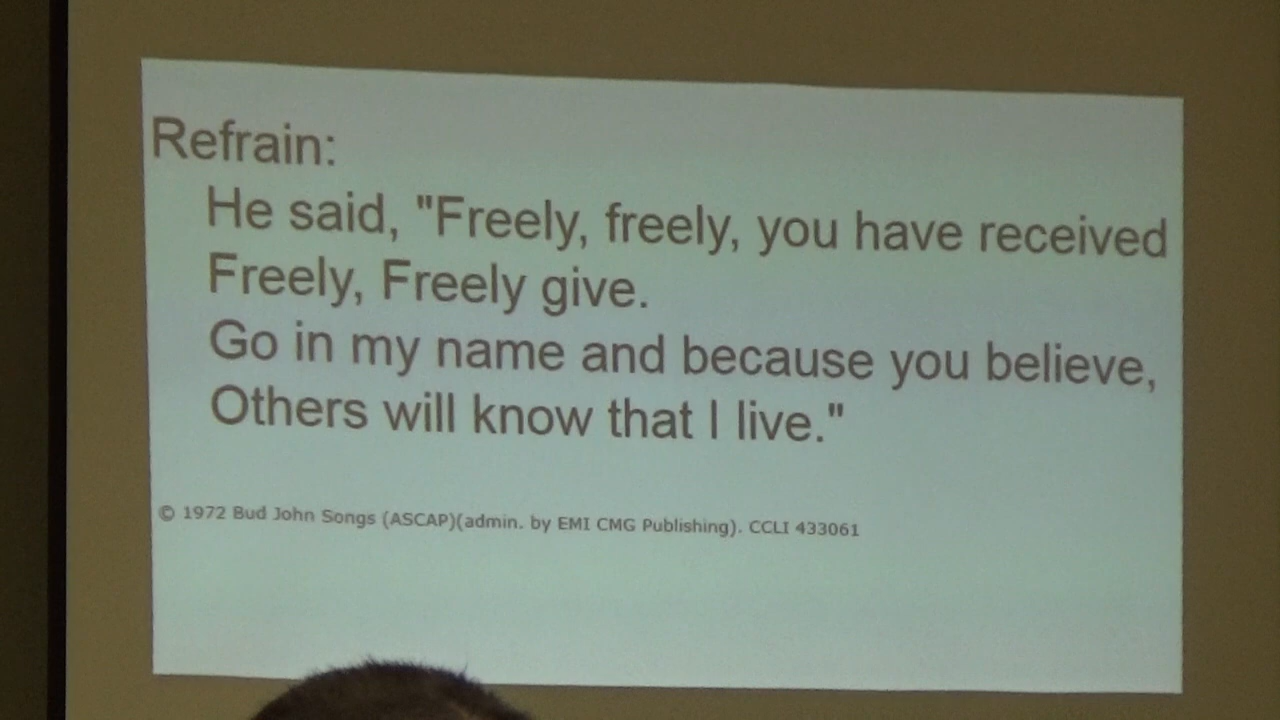 Refrain:
He said, "Freely, freely, you have received
Freely, Freely give.
Go in my name and because you believe,
Others will know that I live."
© 1972 Bud John Songs (ASCAP)(admin. by EMI CMG Publishing). CCLI 433061